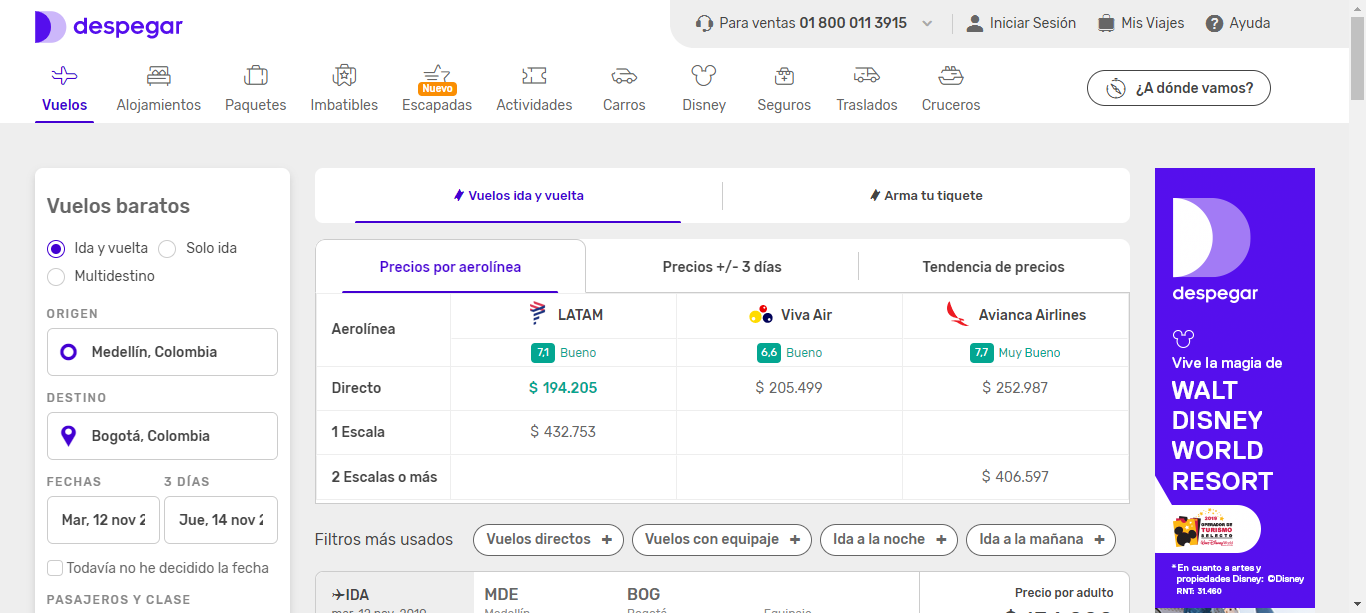 despegar
Para ventas 01 800 011 3915
Iniciar Sesión
Mis Viajes
Ayuda
Vuelos
Alojamientos
Paquetes
Imbatibles
Nuevo
Escapadas
Actividades
Carros
Disney
Seguros
Traslados
Cruceros
¿A dónde vamos?
Vuelos baratos
Ida y vuelta
Solo ida
Multidestino
ORIGEN
Medellín, Colombia
DESTINO
Bogotá, Colombia
FECHAS 3 DÍAS
Mar, 12 nov 2
Jue, 14 nov 2
Todavía no he decidido la fecha
PASAJEROS Y CLASE
Vuelos ida y vuelta
Arma tu tiquete
Precios por aerolínea
Precios +/- 3 días
Tendencia de precios
Aerolínea
LATAM
Viva Air
Avianca Airlines
7,1 Bueno
6,6 Bueno
7,7 Muy Bueno
Directo $ 194.205 $ 205.499 $ 252.987
1 Escala $ 432.753
2 Escalas o más $ 406.597
Filtros más usados
Vuelos directos +
Vuelos con equipaje +
Ida a la noche +
Ida a la mañana +
IDA
mar. 12 nov. 2019
MDE
Medellín
BOG
Bogotá
Equipaje
Precio por adulto
despegar
Vive la magia de
WALT
DISNEY
WORLD
RESORT
2019
OPERADOR DE
TURISMO
SELECTO
Walt Disney World
*En cuanto a artes y
propiedades Disney: ©Disney
RNT: 31.460